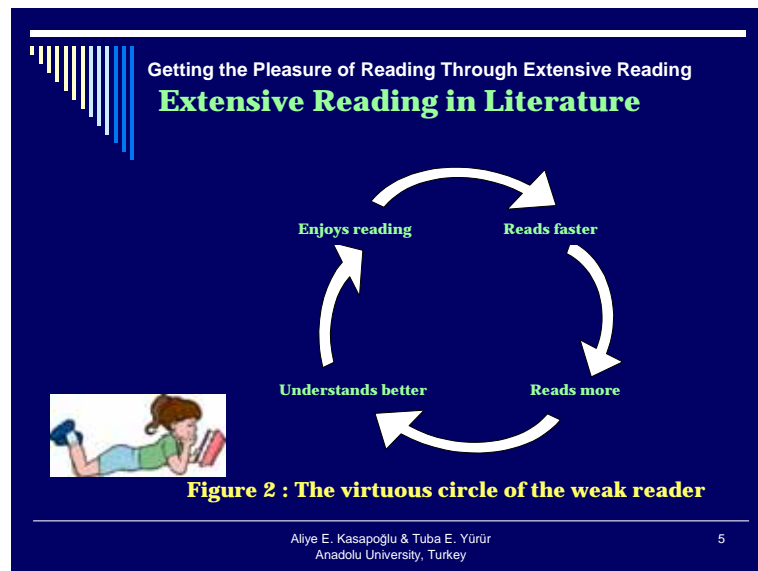 Getting the Pleasure of Reading Through Extensive Reading
Extensive Reading in Literature
Enjoys reading
Reads faster
Understands better
Reads more
Figure 2 : The virtuous circle of the weak reader
Aliye E. Kasapoğlu & Tuba E. Yürür
Anadolu University, Turkey
5